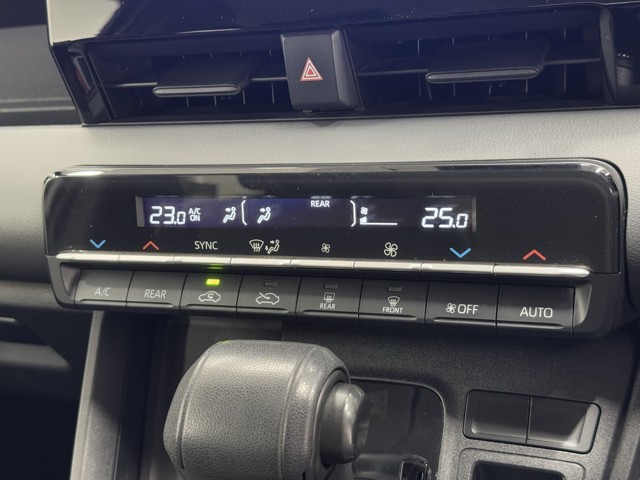 REAR
23.0 A/C ON 25.0
SYNC
A/C REAR REAR FRONT OFF AUTO